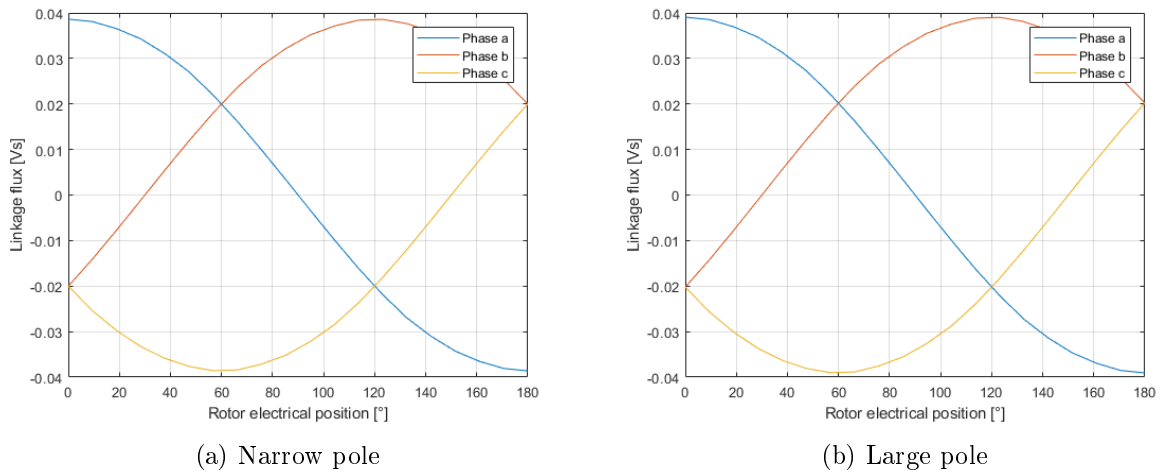 0.04
0.03
0.02
0.01
0
-0.01
-0.02
-0.03
-0.04
Linkage flux [Vs]
Phase a
Phase b
Phase c
0 20 40 60 80 100 120 140 160 180
Rotor electrical position [°]
(a) Narrow pole
0.04
0.03
0.02
0.01
0
-0.01
-0.02
-0.03
-0.04
Linkage flux [Vs]
Phase a
Phase b
Phase c
0 20 40 60 80 100 120 140 160 180
Rotor electrical position [°]
(b) Large pole